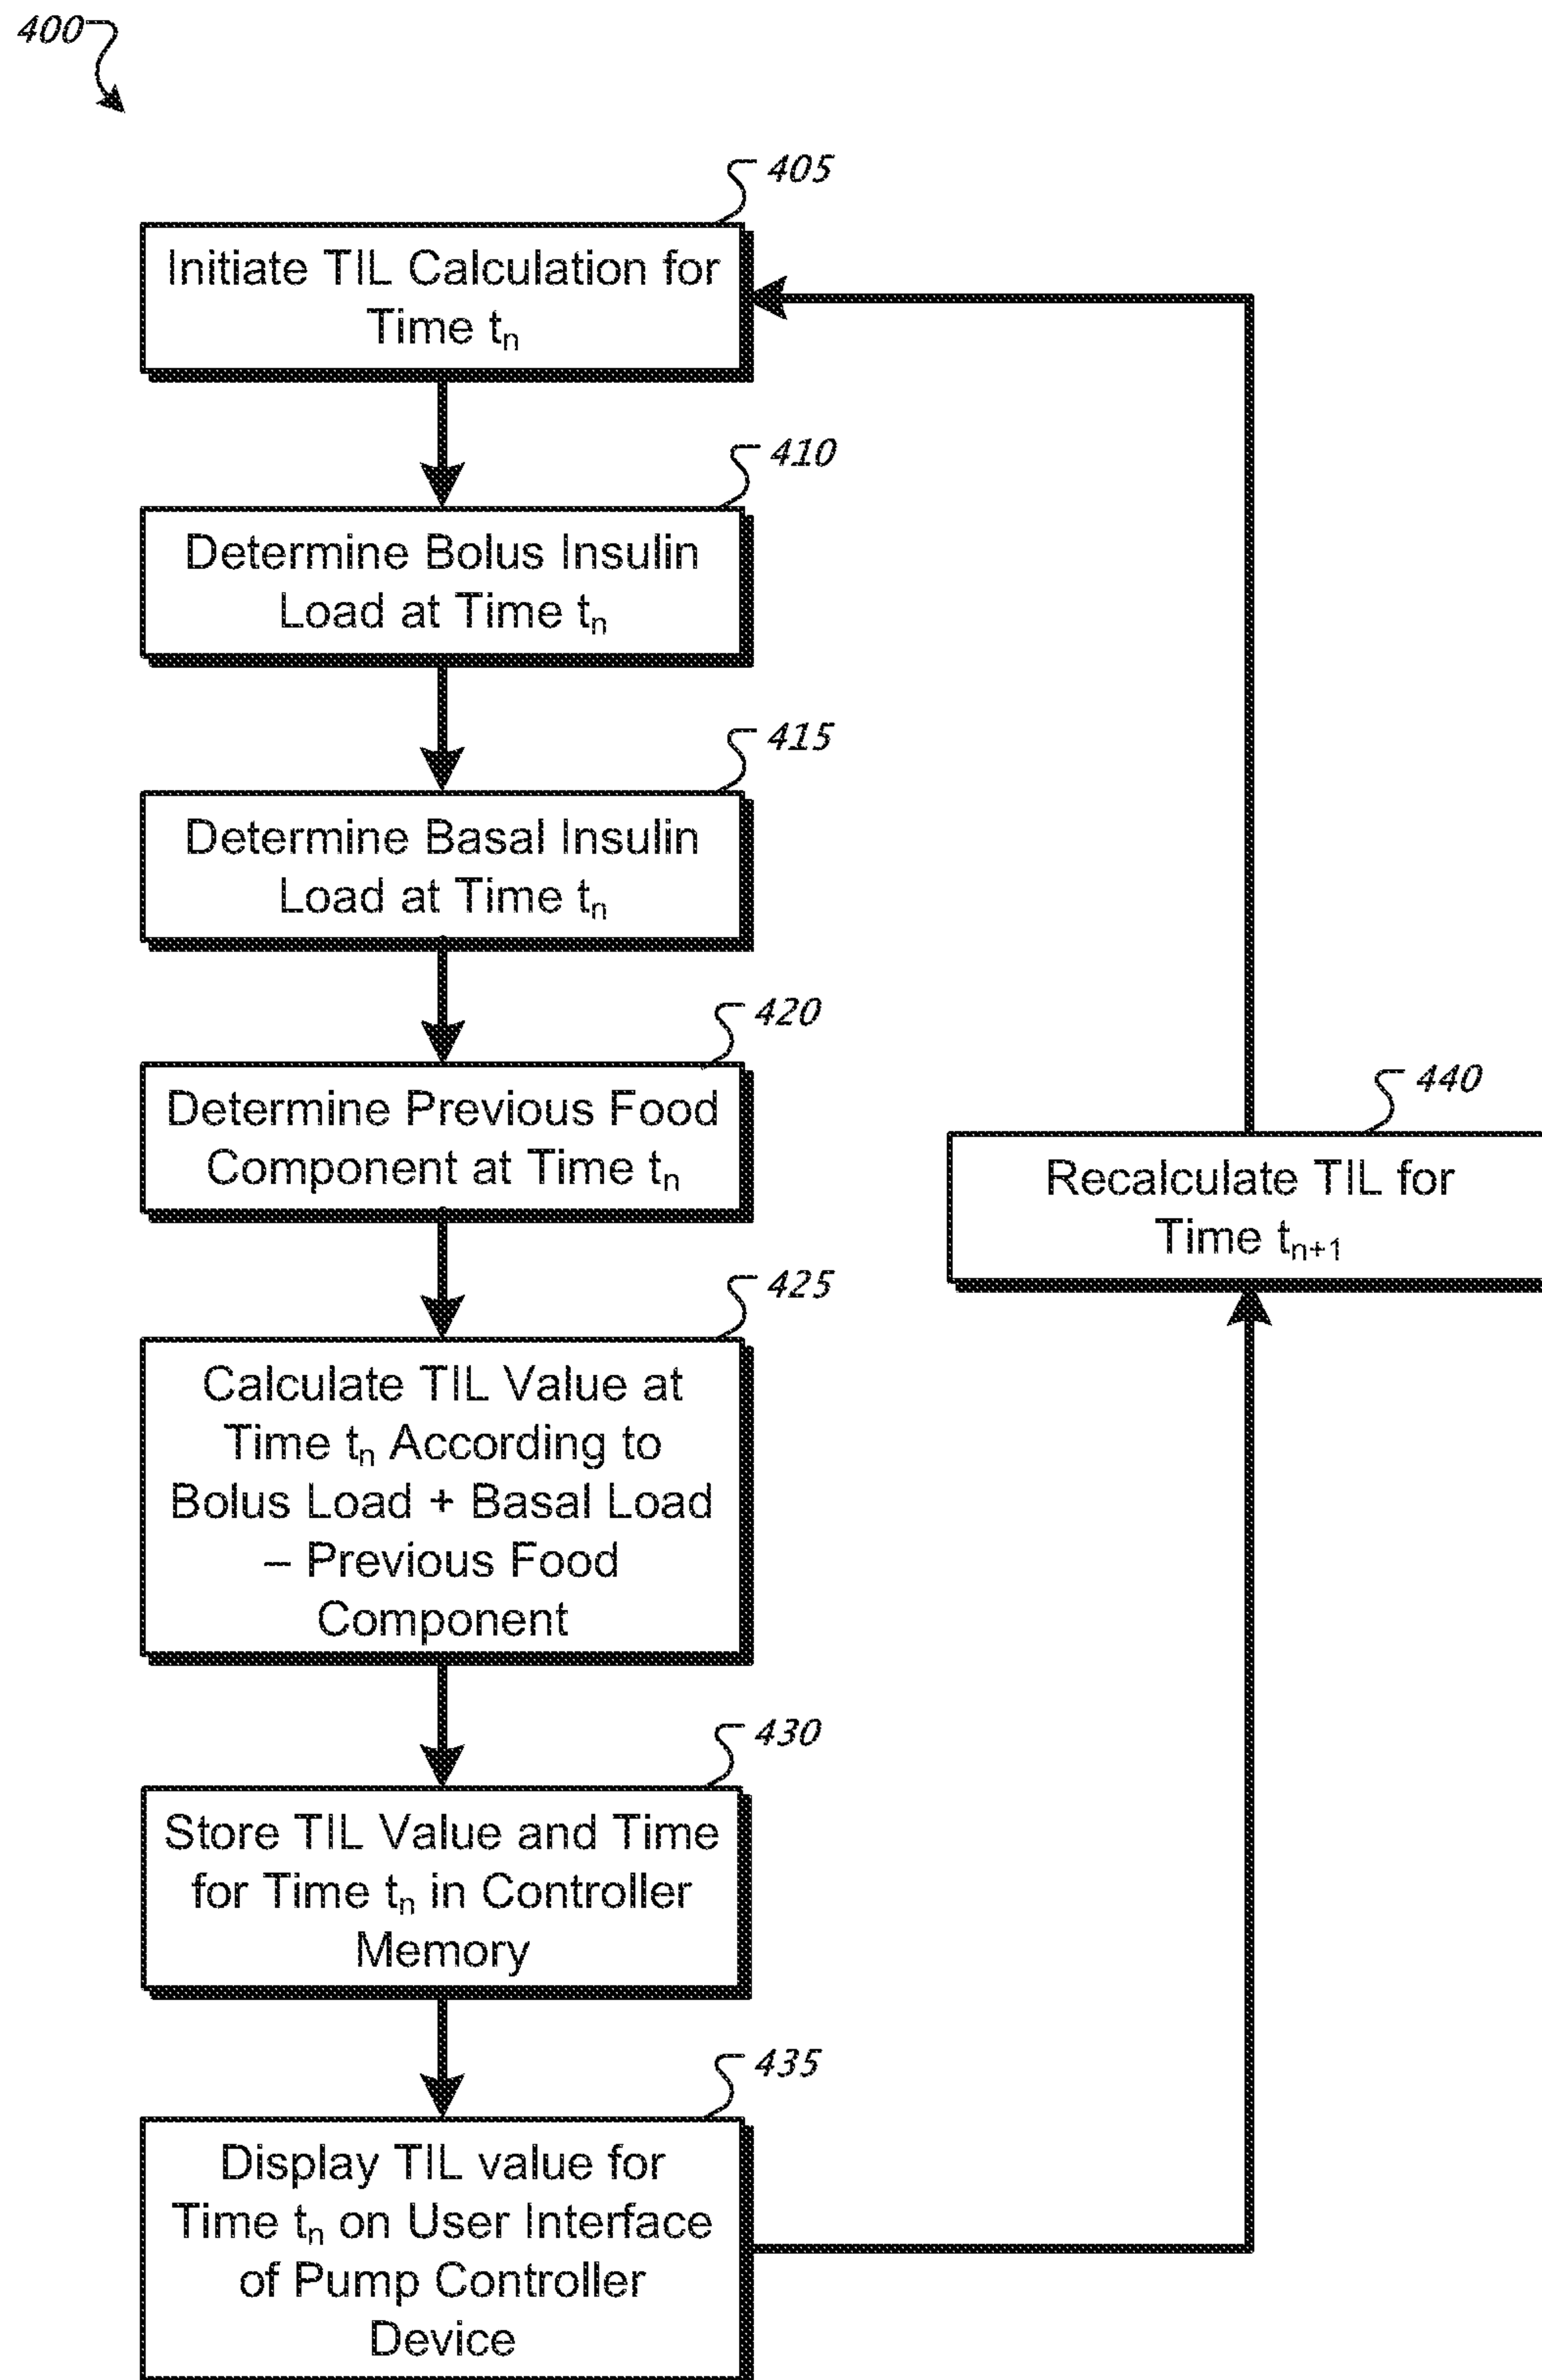 400
405
Initiate TIL Calculation for
Time tn
410
Determine Bolus Insulin
Load at Time tn
415
Determine Basal Insulin
Load at Time tn
420
Determine Previous Food
Component at Time tn
440
Recalculate TIL for
Time tn+1
425
Calculate TIL Value at
Time tn According to
Bolus Load + Basal Load
– Previous Food
Component
430
Store TIL Value and Time
for Time tn in Controller
Memory
435
Display TIL value for
Time tn on User Interface
of Pump Controller
Device